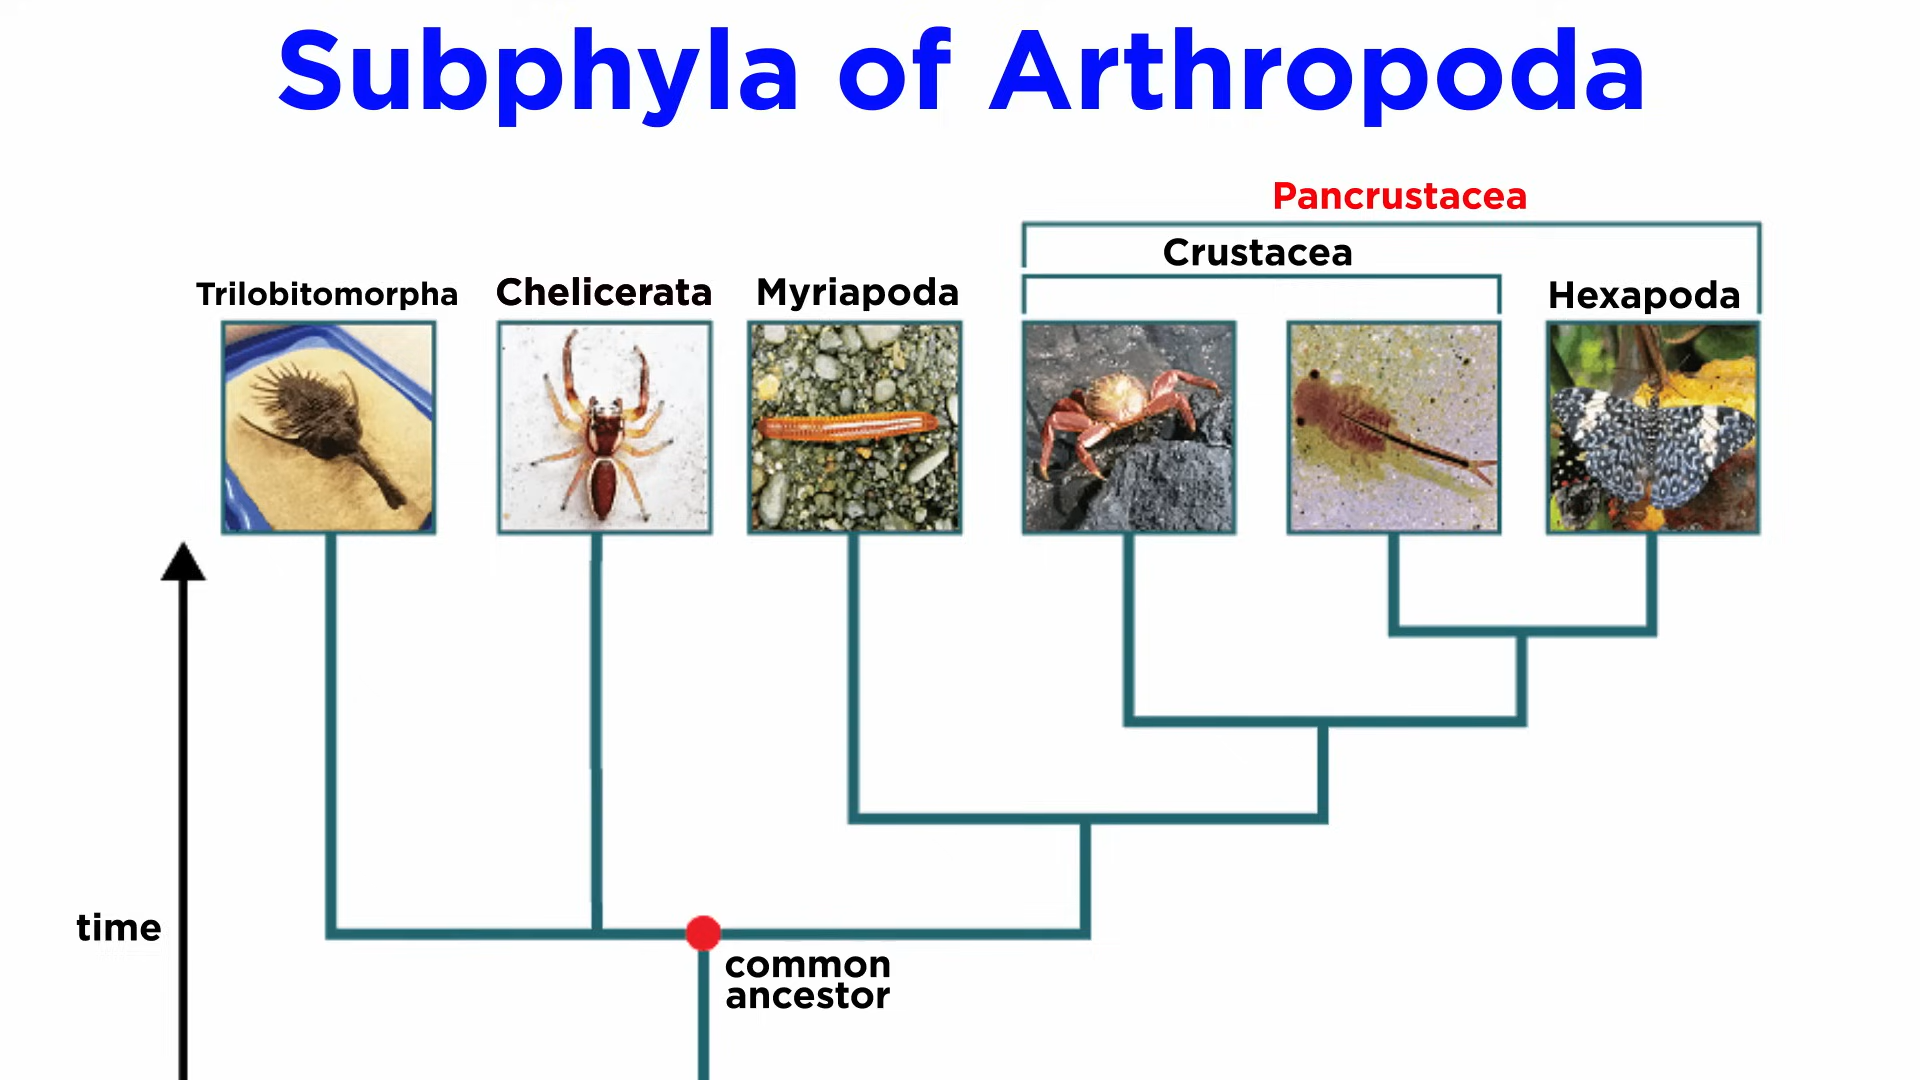 Subphyla of Arthropoda
Pancrustacea
Crustacea
Trilobitomorpha
Chelicerata
Myriapoda
Hexapoda
time
common
ancestor